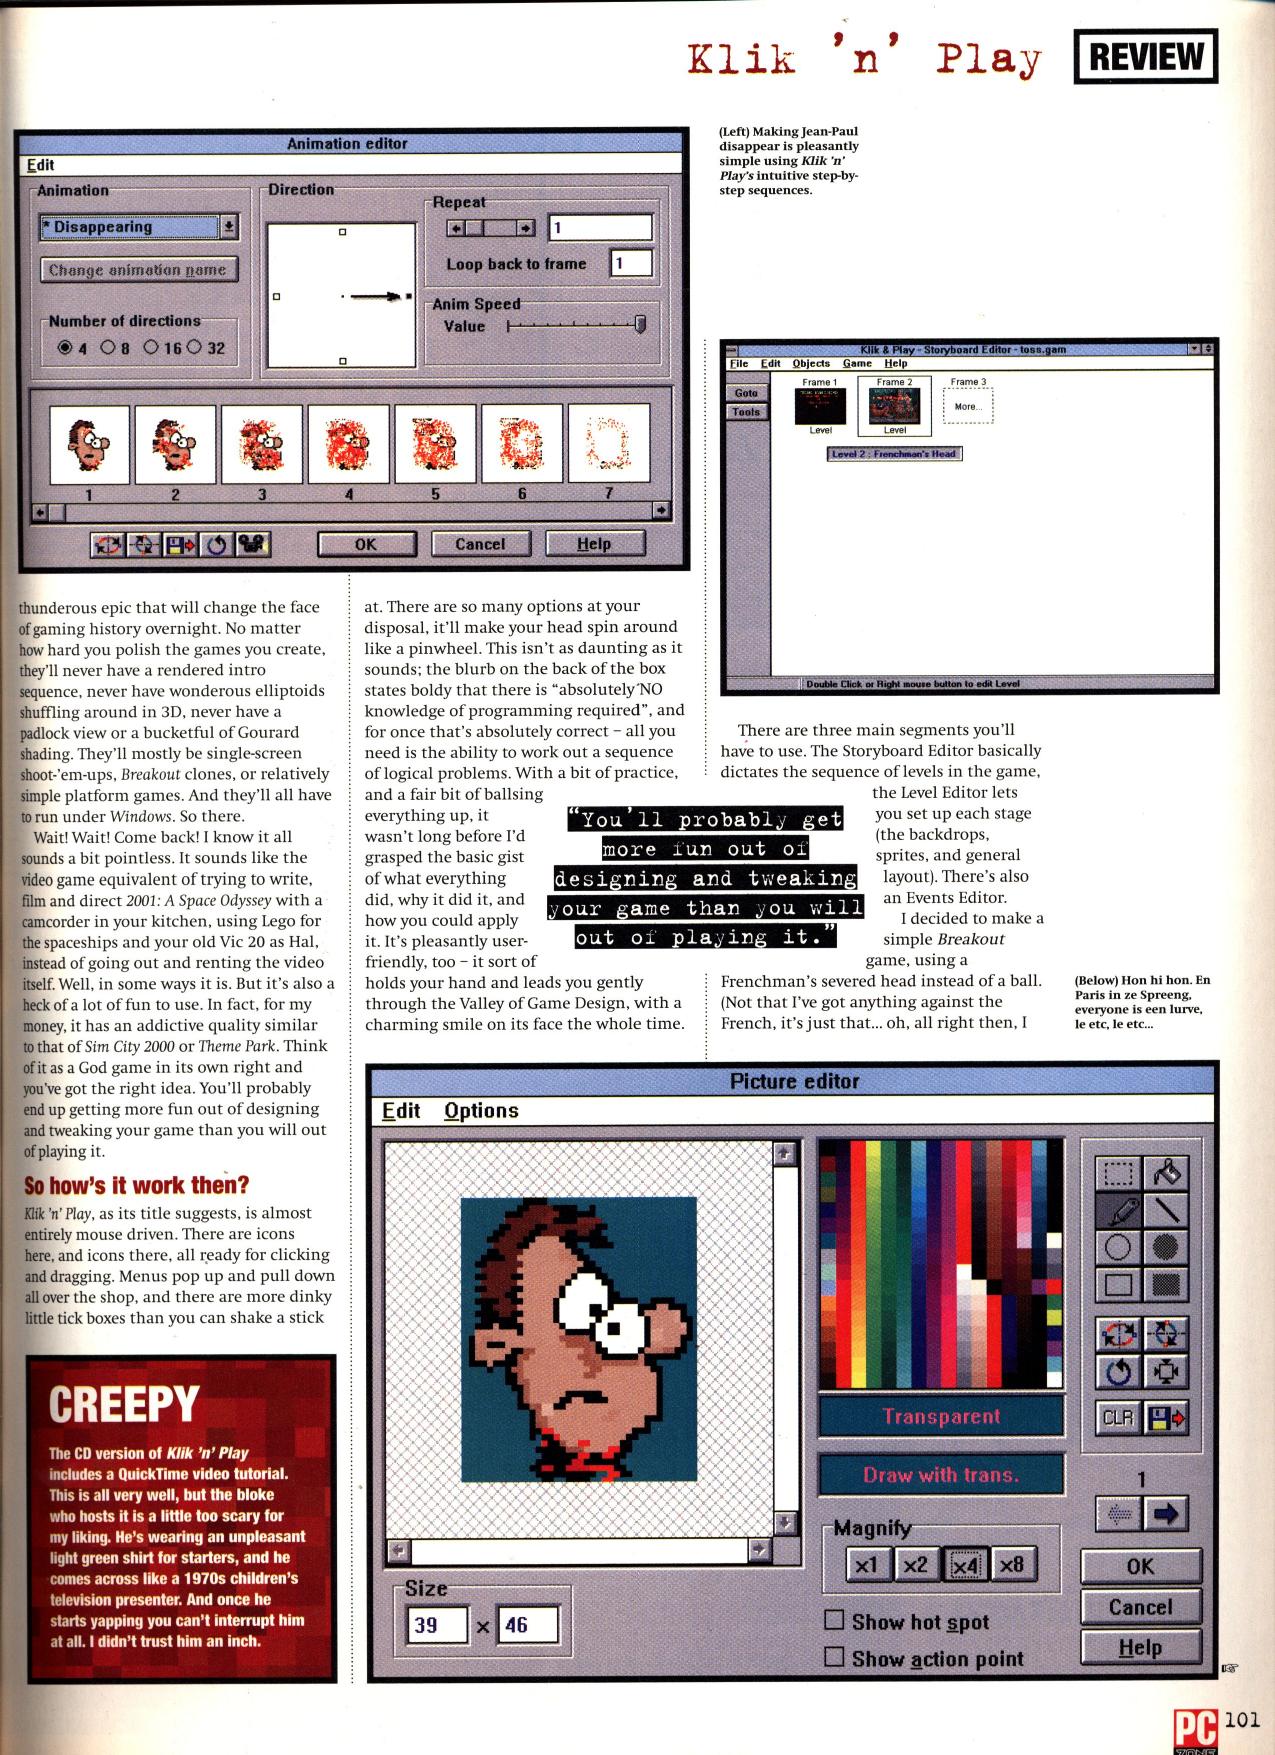 Klik 'n' Play
REVIEW
Animation editor
Edit
Animation
* Disappearing
Change animation name
Number of directions
4 8 16 32
Direction
Repeat
1
Loop back to frame 1
Anim Speed
Value
1 2 3 4 5 6 7
OK Cancel Help
(Left) Making Jean-Paul
disappear is pleasantly
simple using Klik 'n'
Play's intuitive step-by-
step sequences.
Klik & Play - Storyboard Editor - toss.gam
File Edit Objects Game Help
Goto
Tools
Frame 1 Frame 2 Frame 3
More...
Level Level
Level 2 : Frenchman's Head
Double Click or Right mouse button to edit Level
thunderous epic that will change the face
of gaming history overnight. No matter
how hard you polish the games you create,
they'll never have a rendered intro
sequence, never have wonderous elliptoids
shuffling around in 3D, never have a
padlock view or a bucketful of Gourard
shading. They'll mostly be single-screen
shoot-'em-ups, Breakout clones, or relatively
simple platform games. And they'll all have
to run under Windows. So there.
Wait! Wait! Come back! I know it all
sounds a bit pointless. It sounds like the
video game equivalent of trying to write,
film and direct 2001: A Space Odyssey with a
camcorder in your kitchen, using Lego for
the spaceships and your old Vic 20 as Hal,
instead of going out and renting the video
itself. Well, in some ways it is. But it's also a
heck of a lot of fun to use. In fact, for my
money, it has an addictive quality similar
to that of Sim City 2000 or Theme Park. Think
of it as a God game in its own right and
you've got the right idea. You'll probably
end up getting more fun out of designing
and tweaking your game than you will out
of playing it.
So how's it work then?
Klik 'n' Play, as its title suggests, is almost
entirely mouse driven. There are icons
here, and icons there, all ready for clicking
and dragging. Menus pop up and pull down
all over the shop, and there are more dinky
little tick boxes than you can shake a stick
at. There are so many options at your
disposal, it'll make your head spin around
like a pinwheel. This isn't as daunting as it
sounds; the blurb on the back of the box
states boldy that there is "absolutely NO
knowledge of programming required", and
for once that's absolutely correct – all you
need is the ability to work out a sequence
of logical problems. With a bit of practice,
and a fair bit of ballsing
everything up, it
wasn't long before I'd
grasped the basic gist
of what everything
did, why it did it, and
how you could apply
it. It's pleasantly user-
friendly, too – it sort of
holds your hand and leads you gently
through the Valley of Game Design, with a
charming smile on its face the whole time.
"You'll probably get
more fun out of
designing and tweaking
your game than you will
out of playing it."
There are three main segments you'll
have to use. The Storyboard Editor basically
dictates the sequence of levels in the game,
the Level Editor lets
you set up each stage
(the backdrops,
sprites, and general
layout). There's also
an Events Editor.
I decided to make a
simple Breakout
game, using a
Frenchman's severed head instead of a ball.
(Not that I've got anything against the
French, it's just that... oh, all right then, I
(Below) Hon hi hon. En
Paris in ze Spreeng,
everyone is een lurve,
le etc, le etc...
CREEPY
The CD version of Klik 'n' Play
includes a QuickTime video tutorial.
This is all very well, but the bloke
who hosts it is a little too scary for
my liking. He's wearing an unpleasant
light green shirt for starters, and he
comes across like a 1970s children's
television presenter. And once he
starts yapping you can't interrupt him
at all. I didn't trust him an inch.
Picture editor
Edit Options
Transparent
Draw with trans.
CLR
1
Magnify
x1 x2 x4 x8
Size
39 x 46
Show hot spot
Show action point
OK
Cancel
Help
PC
ZONE
101